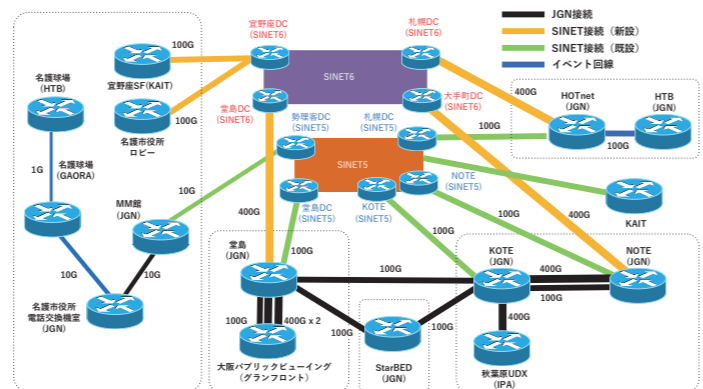 JGN接続
SINET接続（新設）
SINET接続（既設）
イベント回線
宜野座DC
(SINET6)
札幌DC
(SINET6)
SINET6
100G
宜野座SF(KAIT)
名護球場
(HTB)
100G
名護市役所
ロビー
堂島DC
(SINET6)
大手町DC
(SINET6)
400G
HOTnet
(JGN)
HTB
(JGN)
100G
100G
勢理客DC
(SINET5)
札幌DC
(SINET5)
SINET5
1G
名護球場
(GAORA)
MM館
(JGN)
10G
堂島DC
(SINET5)
KOTE
(SINET5)
NOTE
(SINET5)
KAIT
400G
100G
100G
100G
400G
10G
10G
名護市役所
電話交換機室
(JGN)
堂島
(JGN)
100G
KOTE
(JGN)
400G
100G
NOTE
(JGN)
100G
400G x 2
100G
100G
400G
大阪パブリックビューイング
(グランフロント)
StarBED
(JGN)
秋葉原UDX
(IPA)